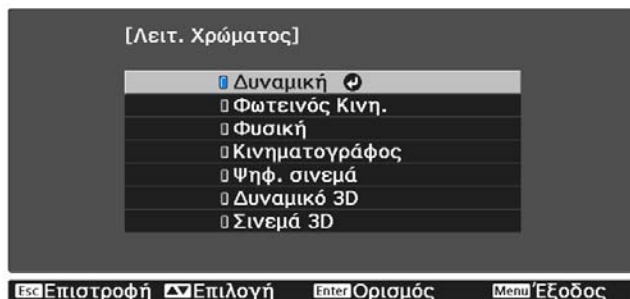 [Λειτ. Χρώματος]
Δυναμική
Φωτεινός Κινη.
Φυσική
Κινηματογράφος
Ψηφ. σινεμά
Δυναμικό 3D
Σινεμά 3D
Esc Επιστροφή Επιλογή Enter Ορισμός Menu Έξοδος